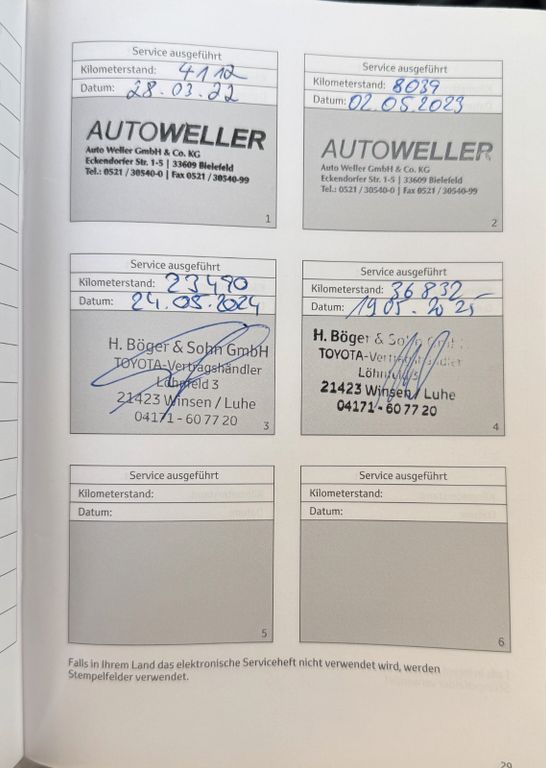 Service ausgeführt
Kilometerstand: 4112
Datum: 28.03.22
AUTOWELLER
Auto Weller GmbH & Co. KG
Eckendorfer Str. 1-5 | 33609 Bielefeld
Tel.: 0521 / 30540-0 | Fax 0521 / 30540-99
1
Service ausgeführt
Kilometerstand: 8039
Datum: 02.05.2023
AUTOWELLER
Auto Weller GmbH & Co. KG
Eckendorfer Str. 1-5 | 33609 Bielefeld
Tel.: 0521 / 30540-0 | Fax 0521 / 30540-99
2
Service ausgeführt
Kilometerstand: 23490
Datum: 24.05.2024
H. Böger & Sohn GmbH
TOYOTA-Vertragshändler
Löhnfeld 3
21423 Winsen / Luhe
04171 - 60 77 20
3
Service ausgeführt
Kilometerstand: 36832
Datum: 19.05.2025
H. Böger & Sohn GmbH
TOYOTA-Vertragshändler
Löhnfeld 3
21423 Winsen / Luhe
04171 - 60 77 20
4
Service ausgeführt
Kilometerstand:
Datum:
5
Service ausgeführt
Kilometerstand:
Datum:
6
Falls in Ihrem Land das elektronische Serviceheft nicht verwendet wird, werden
Stempelfelder verwendet.
29